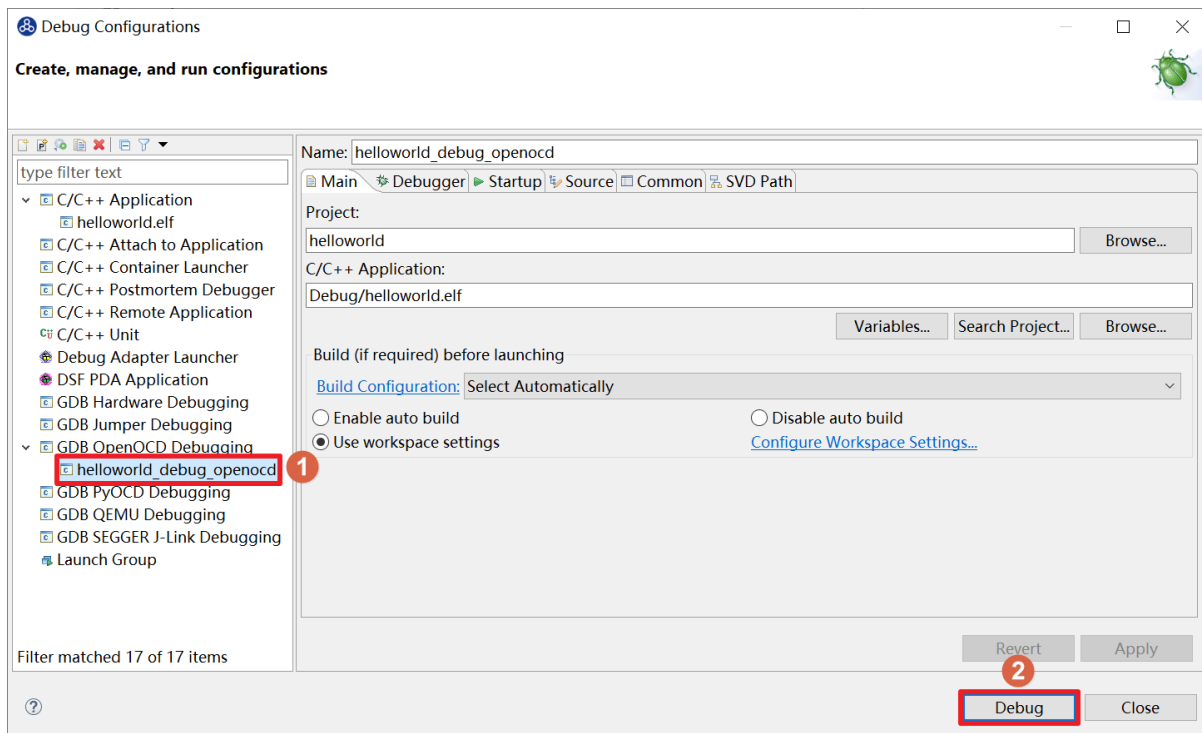 Debug Configurations
Create, manage, and run configurations
type filter text
C/C++ Application
helloworld.elf
C/C++ Attach to Application
C/C++ Container Launcher
C/C++ Postmortem Debugger
C/C++ Remote Application
C/C++ Unit
Debug Adapter Launcher
DSF PDA Application
GDB Hardware Debugging
GDB Jumper Debugging
GDB OpenOCD Debugging
helloworld_debug_openocd
1
GDB PyOCD Debugging
GDB QEMU Debugging
GDB SEGGER J-Link Debugging
Launch Group
Filter matched 17 of 17 items
Name: helloworld_debug_openocd
Main Debugger Startup Source Common SVD Path
Project:
helloworld Browse...
C/C++ Application:
Debug/helloworld.elf
Variables... Search Project... Browse...
Build (if required) before launching
Build Configuration: Select Automatically
Enable auto build Disable auto build
Use workspace settings Configure Workspace Settings...
Revert Apply
2
Debug Close